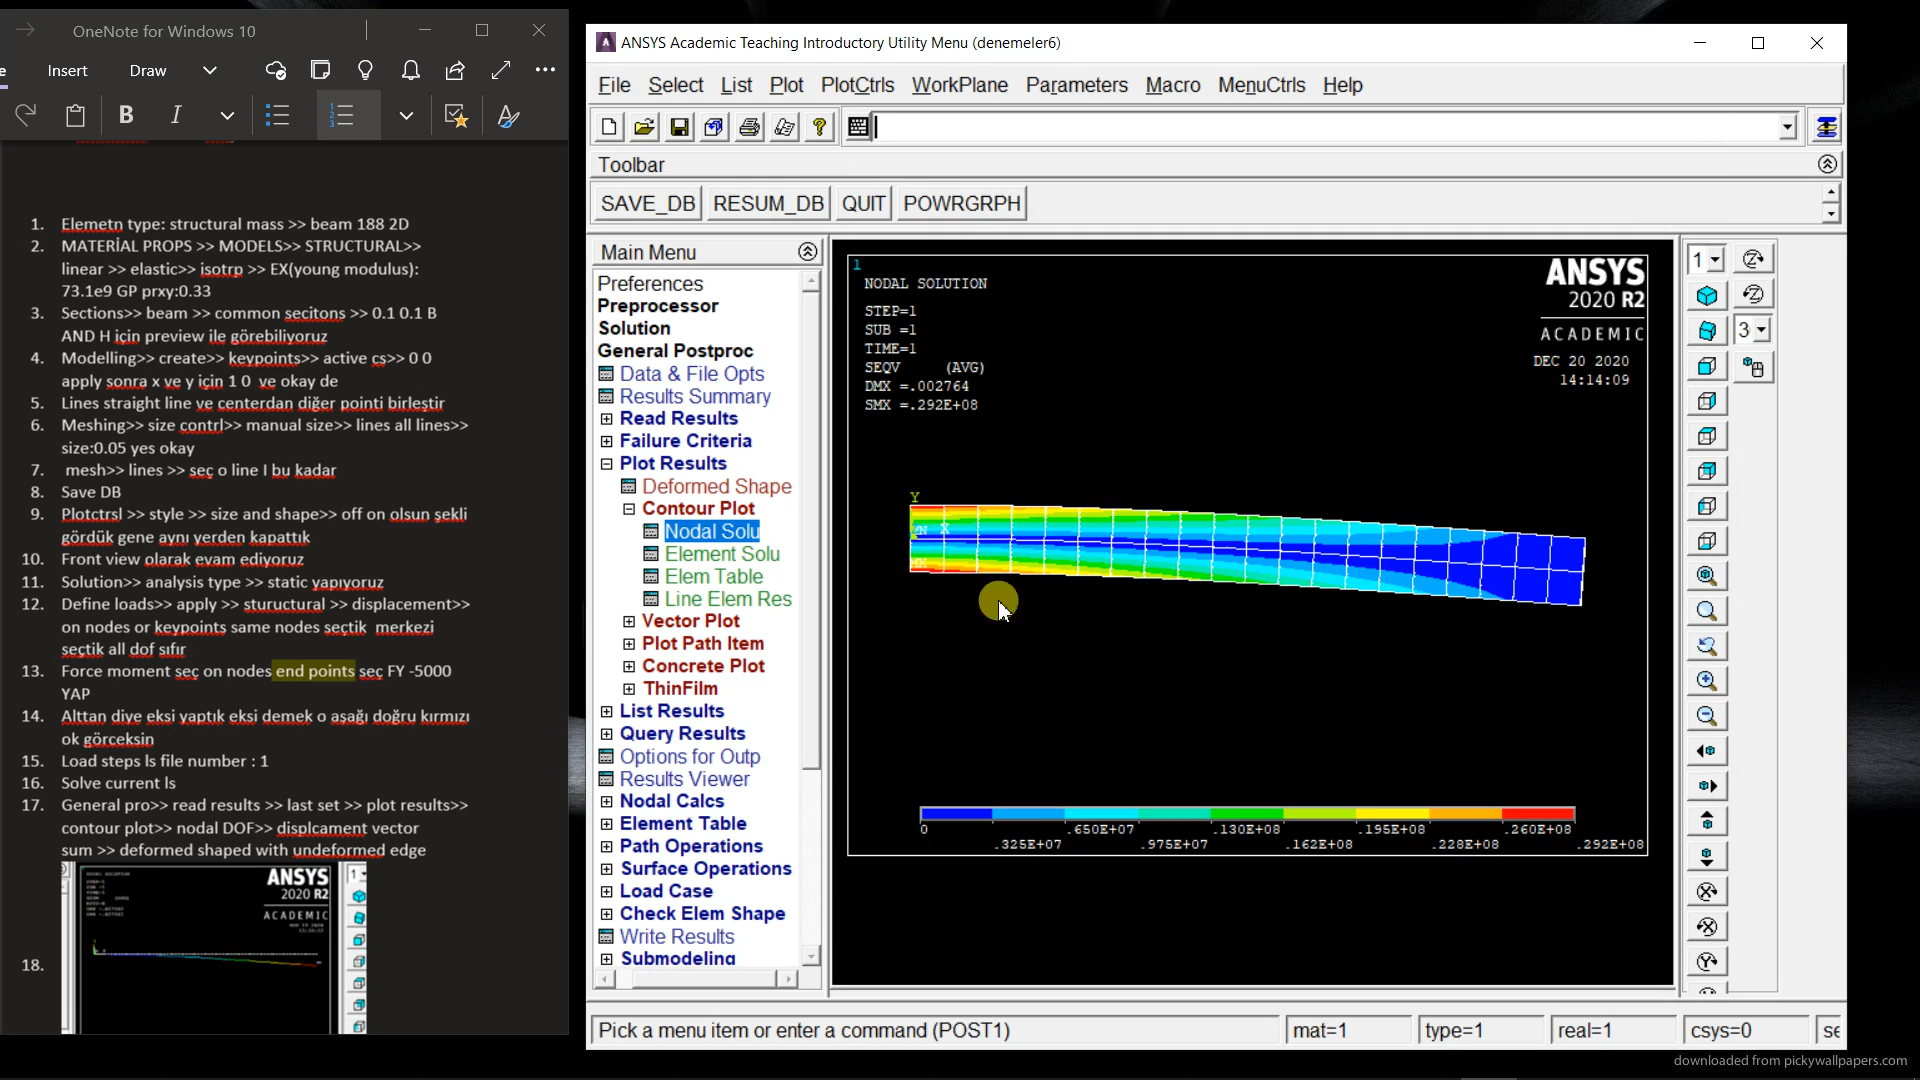 OneNote for Windows 10
Insert Draw
B I
1. Elemetn type: structural mass >> beam 188 2D
2. MATERİAL PROPS >> MODELS>> STRUCTURAL>>
linear >> elastic>> isotrp >> EX(young modulus):
73.1e9 GP prxy:0.33
3. Sections>> beam >> common secitons >> 0.1 0.1 B
AND H için preview ile görebiliyoruz
4. Modelling>> create>> keypoints>> active cs>> 0 0
apply sonra x ve y için 1 0 ve okay de
5. Lines straight line ve centerdan diğer pointi birleştir
6. Meshing>> size contrl>> manual size>> lines all lines>>
size:0.05 yes okay
7. mesh>> lines >> seç o line I bu kadar
8. Save DB
9. Plotctrsl >> style >> size and shape>> off on olsun şekli
gördük gene aynı yerden kapattık
10. Front view olarak evam ediyoruz
11. Solution>> analysis type >> static yapıyoruz
12. Define loads>> apply >> stuructural >> displacement>>
on nodes or keypoints same nodes seçtik merkezi
seçtik all dof sıfır
13. Force moment seç on nodes end points sec FY -5000
YAP
14. Alttan diye eksi yaptık eksi demek o aşağı doğru kırmızı
ok görceksin
15. Load steps ls file number : 1
16. Solve current ls
17. General pro>> read results >> last set >> plot results>>
contour plot>> nodal DOF>> displcament vector
sum >> deformed shaped with undeformed edge
18.
ANSYS
2020 R2
ACADEMIC
1
ANSYS Academic Teaching Introductory Utility Menu (denemeler6)
File Select List Plot PlotCtrls WorkPlane Parameters Macro MenuCtrls Help
Toolbar
SAVE_DB RESUM_DB QUIT POWRGRPH
Main Menu
Preferences
Preprocessor
Solution
General Postproc
Data & File Opts
Results Summary
Read Results
Failure Criteria
Plot Results
Deformed Shape
Contour Plot
Nodal Solu
Element Solu
Elem Table
Line Elem Res
Vector Plot
Plot Path Item
Concrete Plot
ThinFilm
List Results
Query Results
Options for Outp
Results Viewer
Nodal Calcs
Element Table
Path Operations
Surface Operations
Load Case
Check Elem Shape
Write Results
Submodeling
1
NODAL SOLUTION
STEP=1
SUB =1
TIME=1
SEQV (AVG)
DMX =.002764
SMX =.292E+08
ANSYS
2020 R2
ACADEMIC
DEC 20 2020
14:14:09
Y
MN X
MX
0 .650E+07 .130E+08 .195E+08 .260E+08
.325E+07 .975E+07 .162E+08 .228E+08 .292E+08
1
3
Pick a menu item or enter a command (POST1) mat=1 type=1 real=1 csys=0
downloaded from pickywallpapers.com